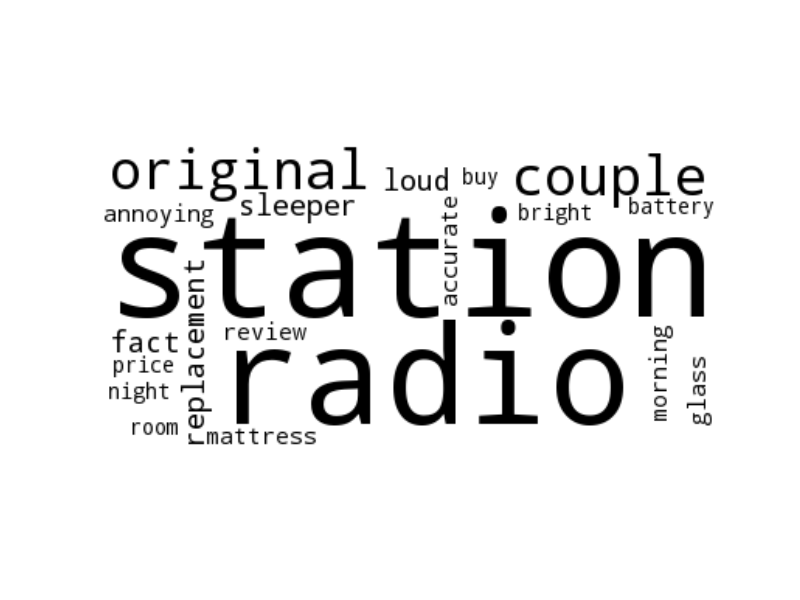 original
loud
buy
couple
annoying
sleeper
accurate
bright
battery
station
replacement
fact
review
radio
morning
glass
price
night
room
mattress